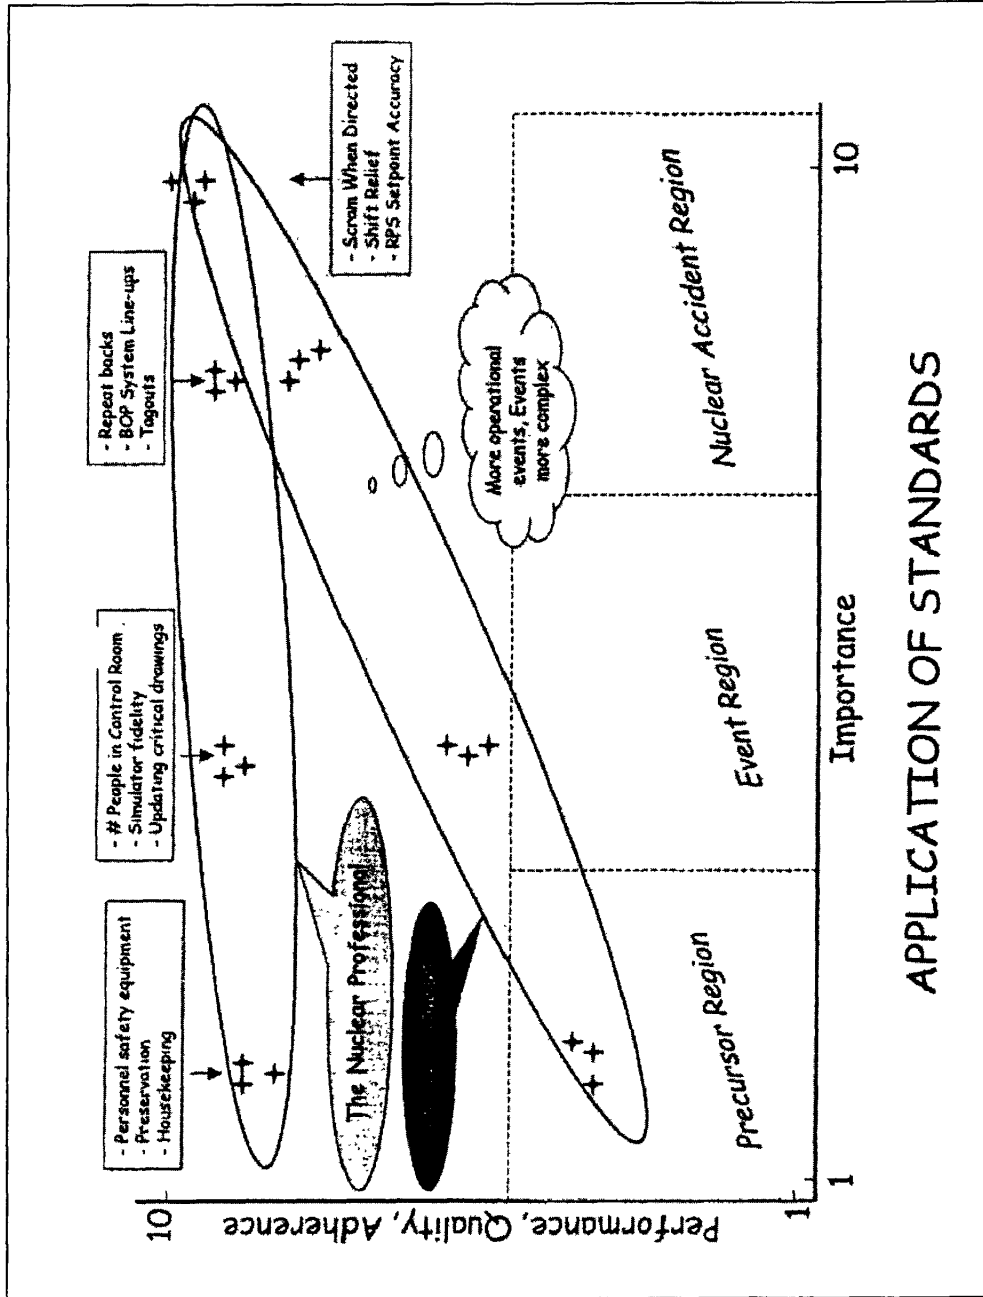 - Personnel safety equipment
- Preservation
- Housekeeping
- # People in Control Room
- Simulator fidelity
- Updating critical drawings
- Repeat backs
- BOP System Line-ups
- Tagouts
- Scram When Directed
- Shift Relief
- RPS Setpoint Accuracy
10
Performance, Quality, Adherence
1
The Nuclear Professional
More operational
events, Events
more complex
Precursor Region
Event Region
Nuclear Accident Region
1
Importance
10
APPLICATION OF STANDARDS